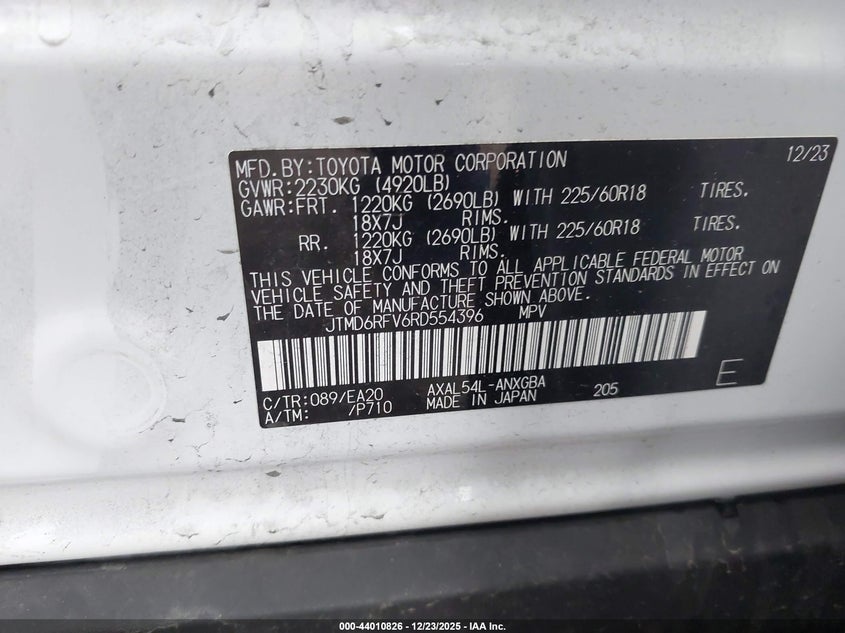 MFD.BY:TOYOTA MOTOR CORPORATION 12/23
GVWR:2230KG (4920LB)
GAWR:FRT. 1220KG (2690LB) WITH 225/60R18 TIRES.
18X7J RIMS.
RR. 1220KG (2690LB) WITH 225/60R18 TIRES.
18X7J RIMS.
THIS VEHICLE CONFORMS TO ALL APPLICABLE FEDERAL MOTOR
VEHICLE SAFETY AND THEFT PREVENTION STANDARDS IN EFFECT ON
THE DATE OF MANUFACTURE SHOWN ABOVE.
JTMD6RFV6RD554396 MPV
C/TR:089/EA20 AXAL54L-ANXGBA 205 E
A/TM: /P710 MADE IN JAPAN
000-44010826 - 12/23/2025 - IAA Inc.